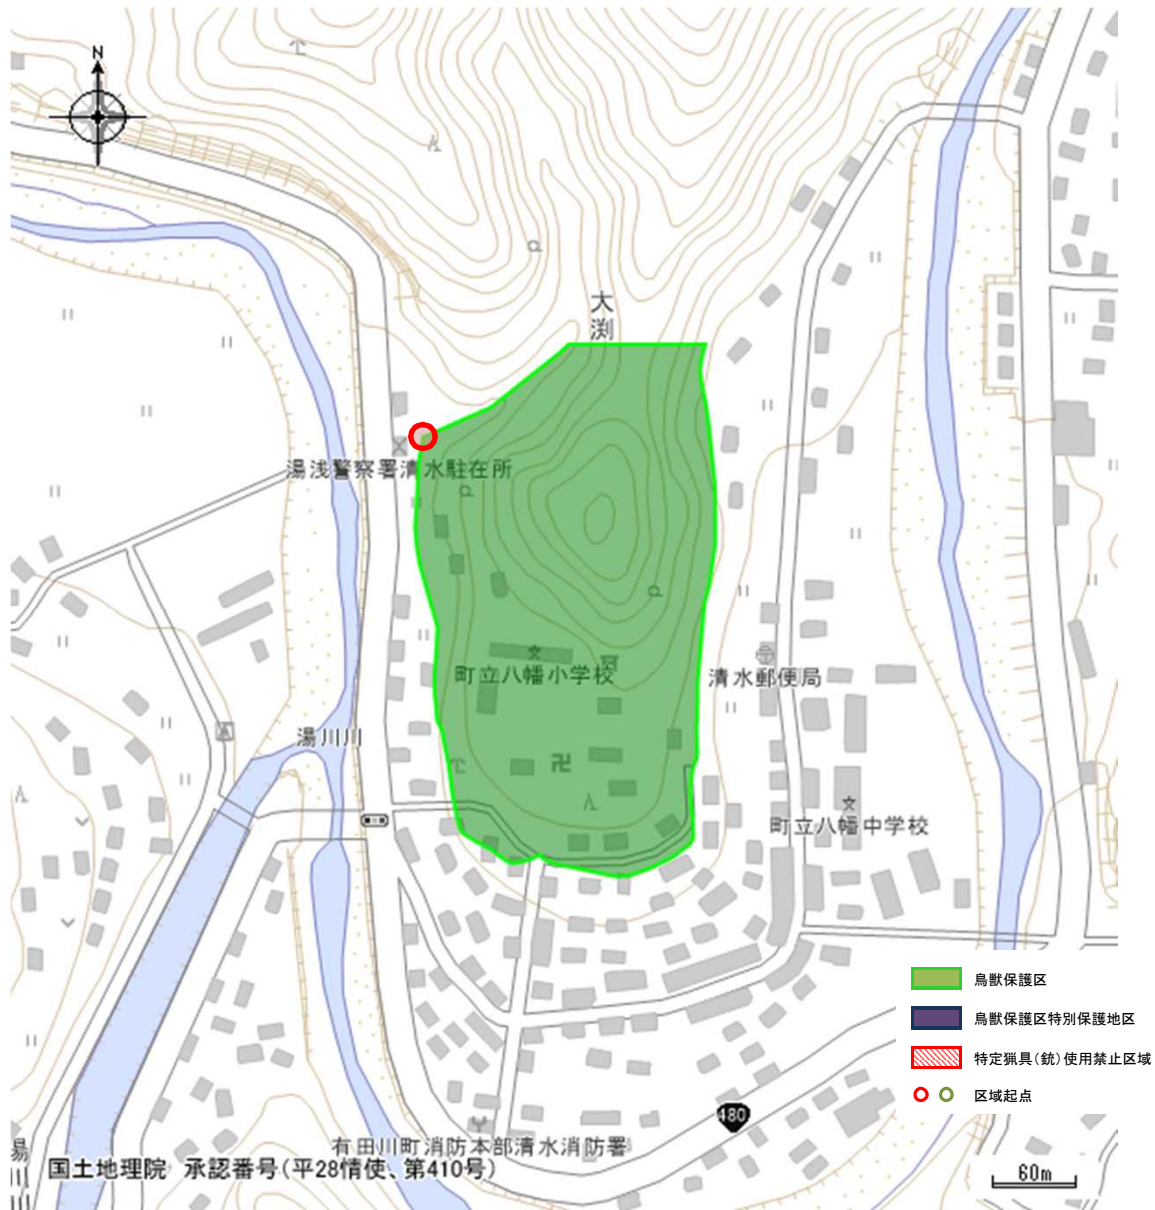 N
大渕
湯浅警察署清水駐在所
町立八幡小学校
清水郵便局
湯川川
町立八幡中学校
鳥獣保護区
鳥獣保護区特別保護地区
特定猟具(銃)使用禁止区域
区域起点
480
有田川町消防本部清水消防署
湯川
国土地理院 承認番号(平28情使、第410号)
60m